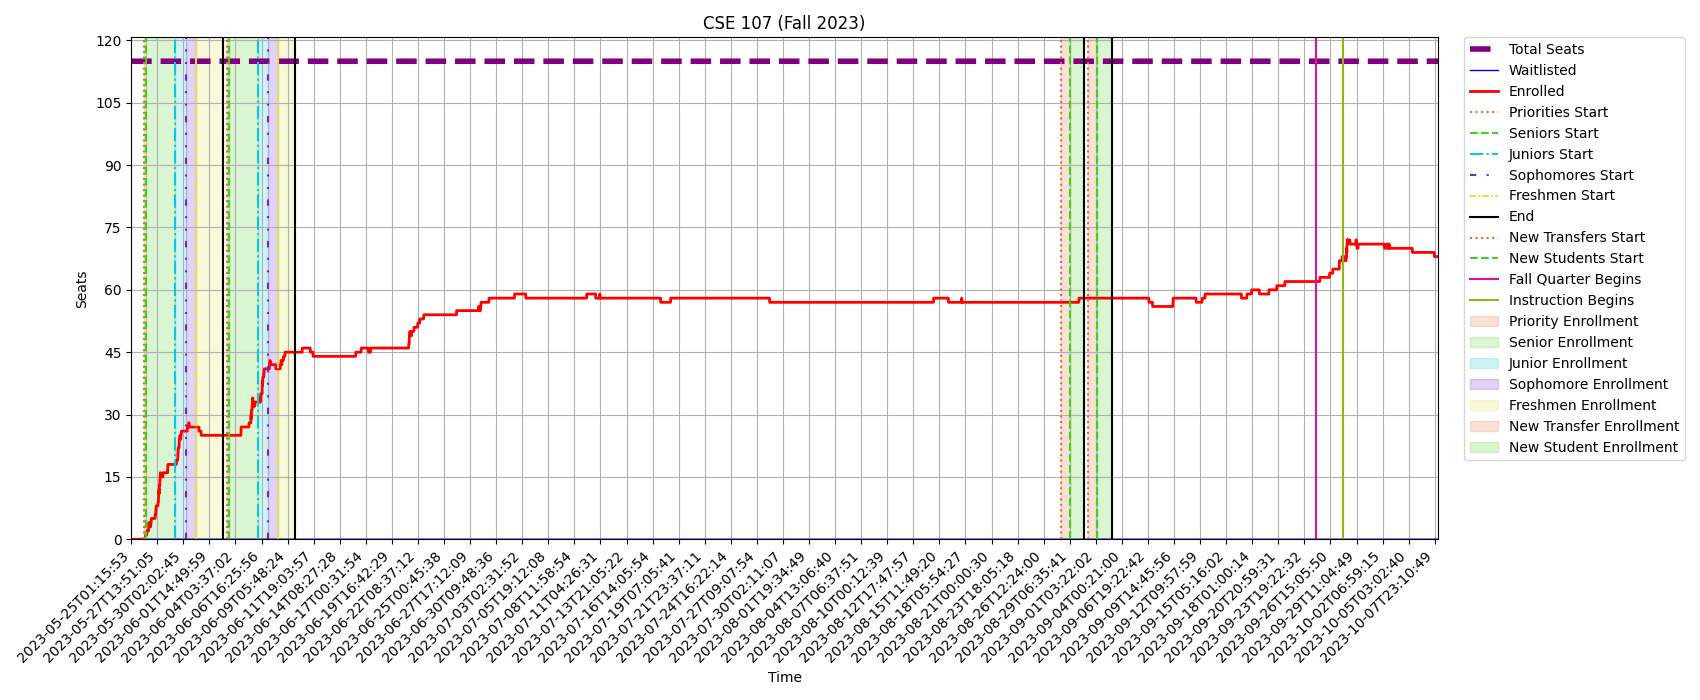 CSE 107 (Fall 2023)
Seats
120
105
90
75
60
45
30
15
0
2023-05-25T01:15:53
2023-05-27T13:51:05
2023-05-30T02:02:45
2023-06-01T14:49:59
2023-06-04T03:37:02
2023-06-06T16:25:56
2023-06-09T05:48:24
2023-06-11T19:03:57
2023-06-14T08:27:28
2023-06-17T00:31:54
2023-06-19T16:42:29
2023-06-22T08:37:12
2023-06-25T00:45:38
2023-06-27T17:12:09
2023-06-30T09:48:36
2023-07-03T02:31:52
2023-07-05T19:12:08
2023-07-08T11:58:54
2023-07-11T04:26:31
2023-07-13T21:05:22
2023-07-16T14:05:54
2023-07-19T07:05:41
2023-07-21T23:37:11
2023-07-24T16:22:14
2023-07-27T09:07:54
2023-07-30T02:11:07
2023-08-01T19:34:49
2023-08-04T13:06:40
2023-08-07T06:37:51
2023-08-10T00:12:39
2023-08-12T17:47:57
2023-08-15T11:49:20
2023-08-18T05:54:27
2023-08-21T00:00:30
2023-08-23T18:05:18
2023-08-26T12:24:00
2023-08-29T06:35:41
2023-09-01T03:22:02
2023-09-04T00:21:00
2023-09-06T19:22:42
2023-09-09T14:45:56
2023-09-12T09:57:59
2023-09-15T05:16:02
2023-09-18T01:00:14
2023-09-20T20:59:31
2023-09-23T19:22:32
2023-09-26T15:05:50
2023-09-29T11:04:49
2023-10-02T06:59:15
2023-10-05T03:02:40
2023-10-07T23:10:49
Time
Total Seats
Waitlisted
Enrolled
Priorities Start
Seniors Start
Juniors Start
Sophomores Start
Freshmen Start
End
New Transfers Start
New Students Start
Fall Quarter Begins
Instruction Begins
Priority Enrollment
Senior Enrollment
Junior Enrollment
Sophomore Enrollment
Freshmen Enrollment
New Transfer Enrollment
New Student Enrollment